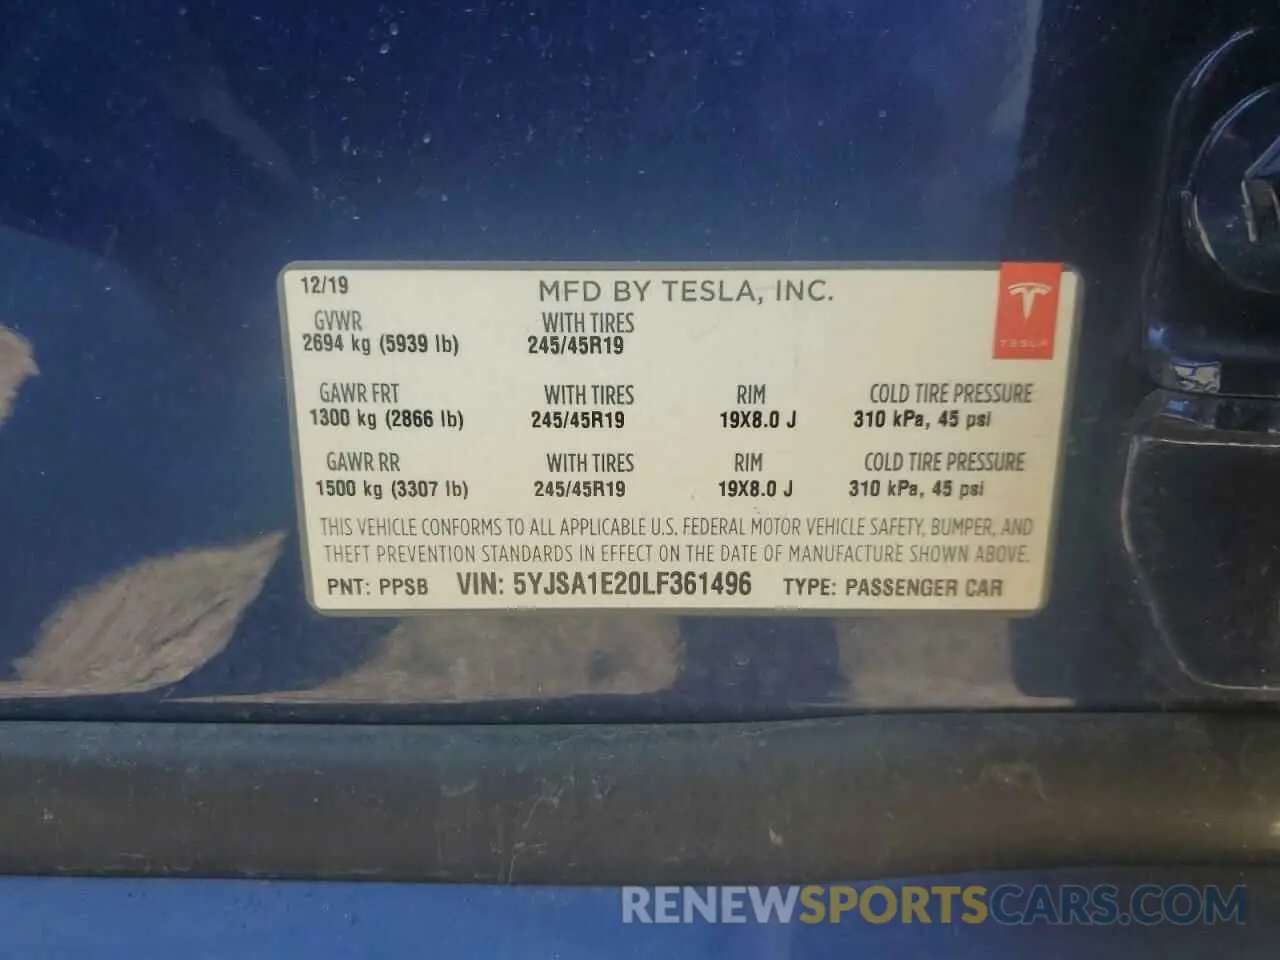 12/19 MFD BY TESLA, INC.
GVWR WITH TIRES
2694 kg (5939 lb) 245/45R19
TESLA
GAWR FRT WITH TIRES RIM COLD TIRE PRESSURE
1300 kg (2866 lb) 245/45R19 19X8.0 J 310 kPa, 45 psi
GAWR RR WITH TIRES RIM COLD TIRE PRESSURE
1500 kg (3307 lb) 245/45R19 19X8.0 J 310 kPa, 45 psi
THIS VEHICLE CONFORMS TO ALL APPLICABLE U.S. FEDERAL MOTOR VEHICLE SAFETY, BUMPER, AND
THEFT PREVENTION STANDARDS IN EFFECT ON THE DATE OF MANUFACTURE SHOWN ABOVE.
PNT: PPSB VIN: 5YJSA1E20LF361496 TYPE: PASSENGER CAR
RENEWSPORTSCARS.COM